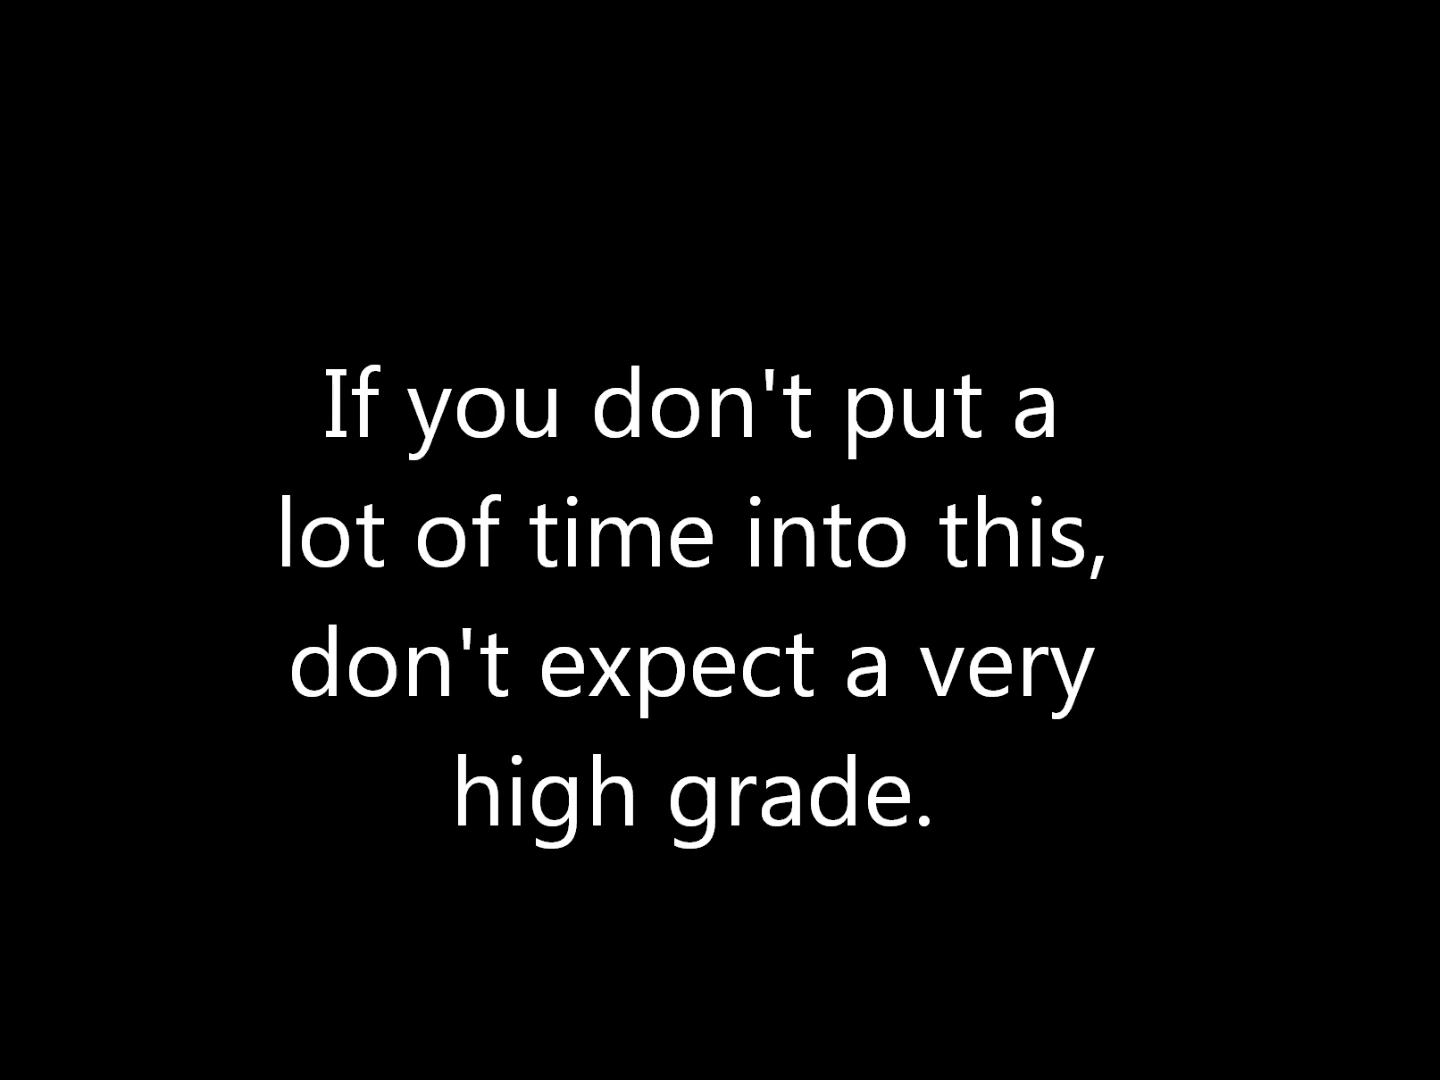 If you don't put a
lot of time into this,
don't expect a very
high grade.